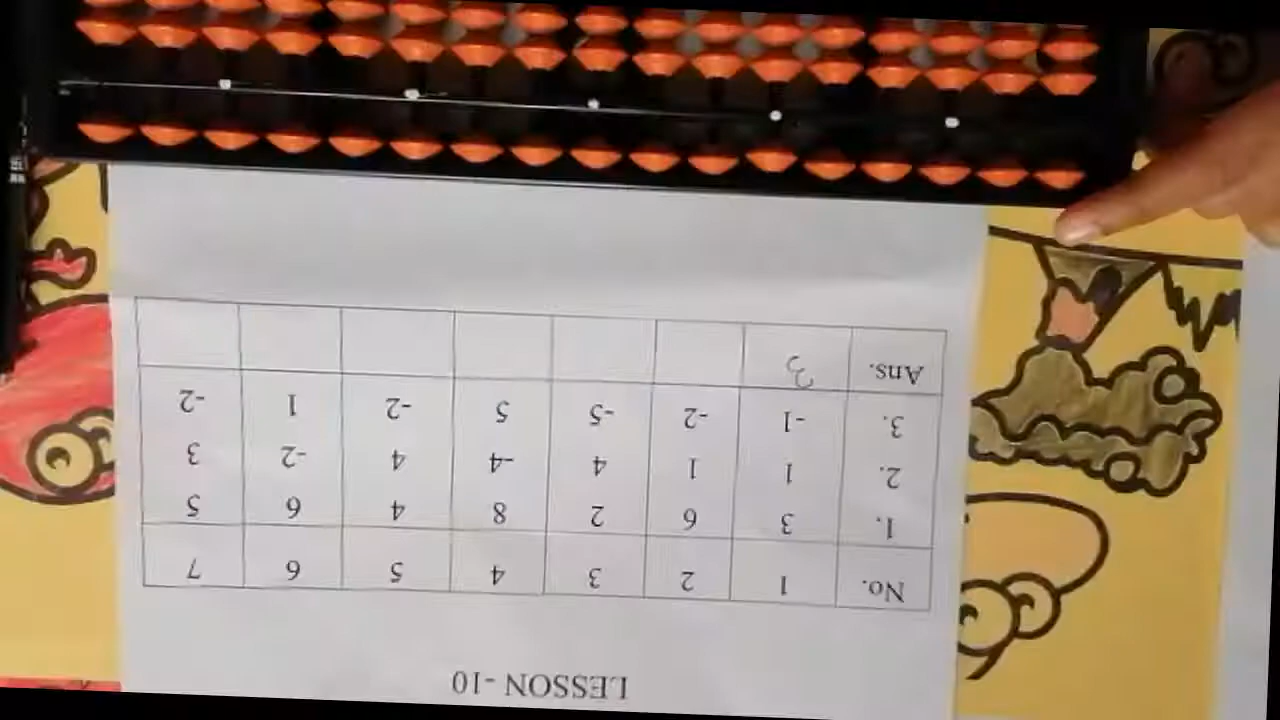 LESSON -10
No. 1 2 3 4 5 6 7
1. 3 6 2 8 4 6 5
2. 1 1 4 -4 4 -2 3
3. -1 -2 -5 5 -2 1 -2
Ans. 3